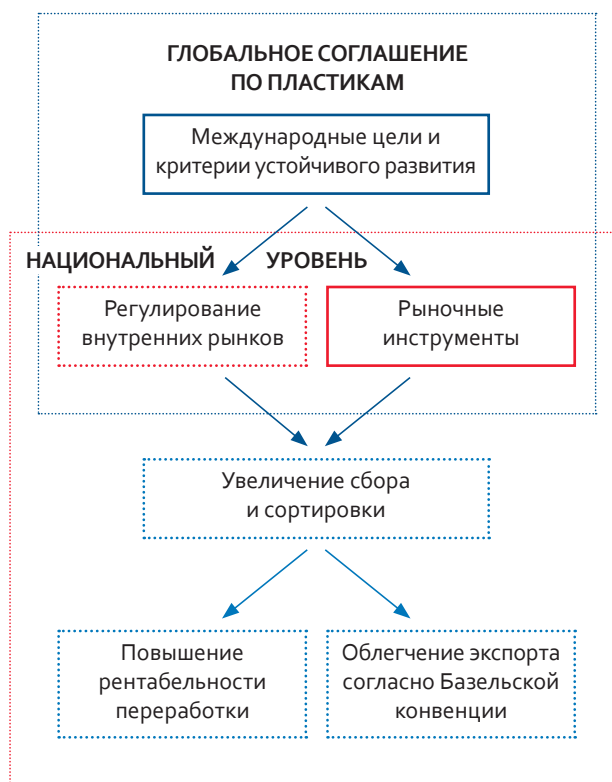 ГЛОБАЛЬНОЕ СОГЛАШЕНИЕ
ПО ПЛАСТИКАМ
Международные цели и
критерии устойчивого развития
НАЦИОНАЛЬНЫЙ УРОВЕНЬ
Регулирование
внутренних рынков
Рыночные
инструменты
Увеличение сбора
и сортировки
Повышение
рентабельности
переработки
Облегчение экспорта
согласно Базельской
конвенции